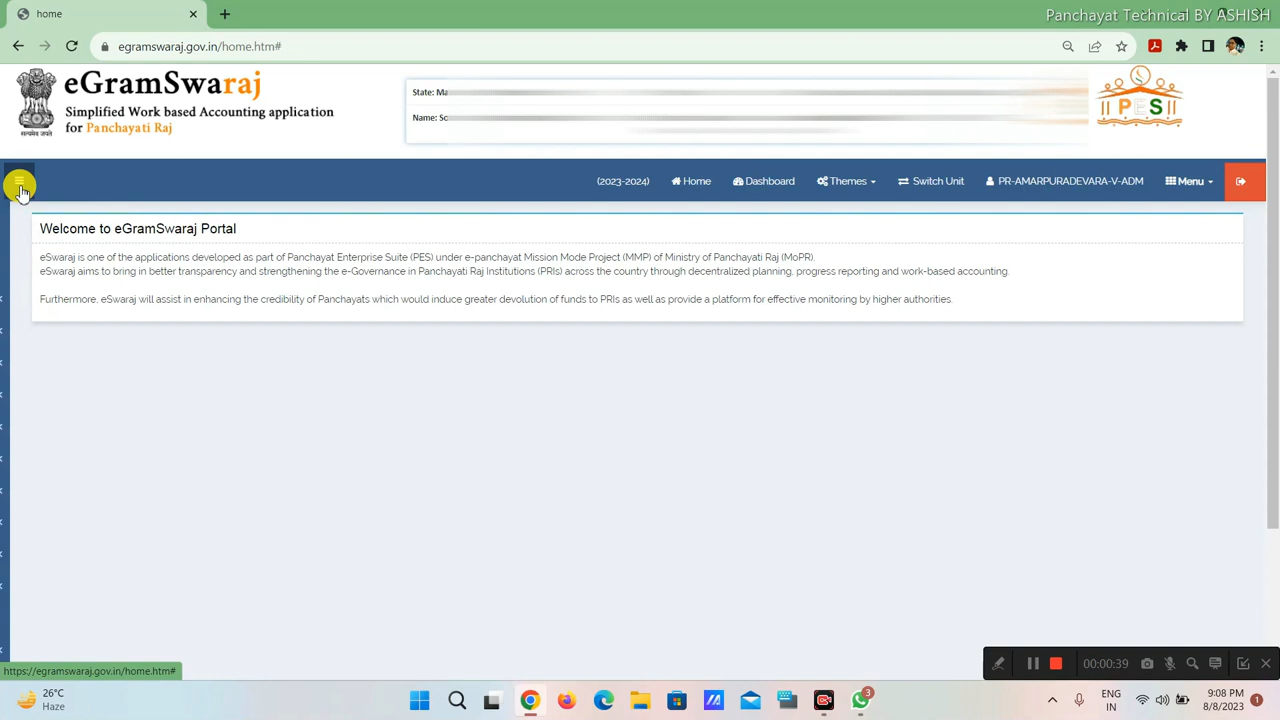 home
Panchayat Technical BY ASHISH
egramswaraj.gov.in/home.htm#
eGramSwaraj
Simplified Work based Accounting application
for Panchayati Raj
सत्यमेव जयते
State: Ma
Name: Sc
PES
(2023-2024) Home Dashboard Themes Switch Unit PR-AMARPURADEVARA-V-ADM Menu
Welcome to eGramSwaraj Portal
eSwaraj is one of the applications developed as part of Panchayat Enterprise Suite (PES) under e-panchayat Mission Mode Project (MMP) of Ministry of Panchayati Raj (MoPR).
eSwaraj aims to bring in better transparency and strengthening the e-Governance in Panchayati Raj Institutions (PRIs) across the country through decentralized planning, progress reporting and work-based accounting.
Furthermore, eSwaraj will assist in enhancing the credibility of Panchayats which would induce greater devolution of funds to PRIs as well as provide a platform for effective monitoring by higher authorities.
https://egramswaraj.gov.in/home.htm#
00:00:39
26°C
Haze
3
ENG
IN
9:08 PM
8/8/2023
1